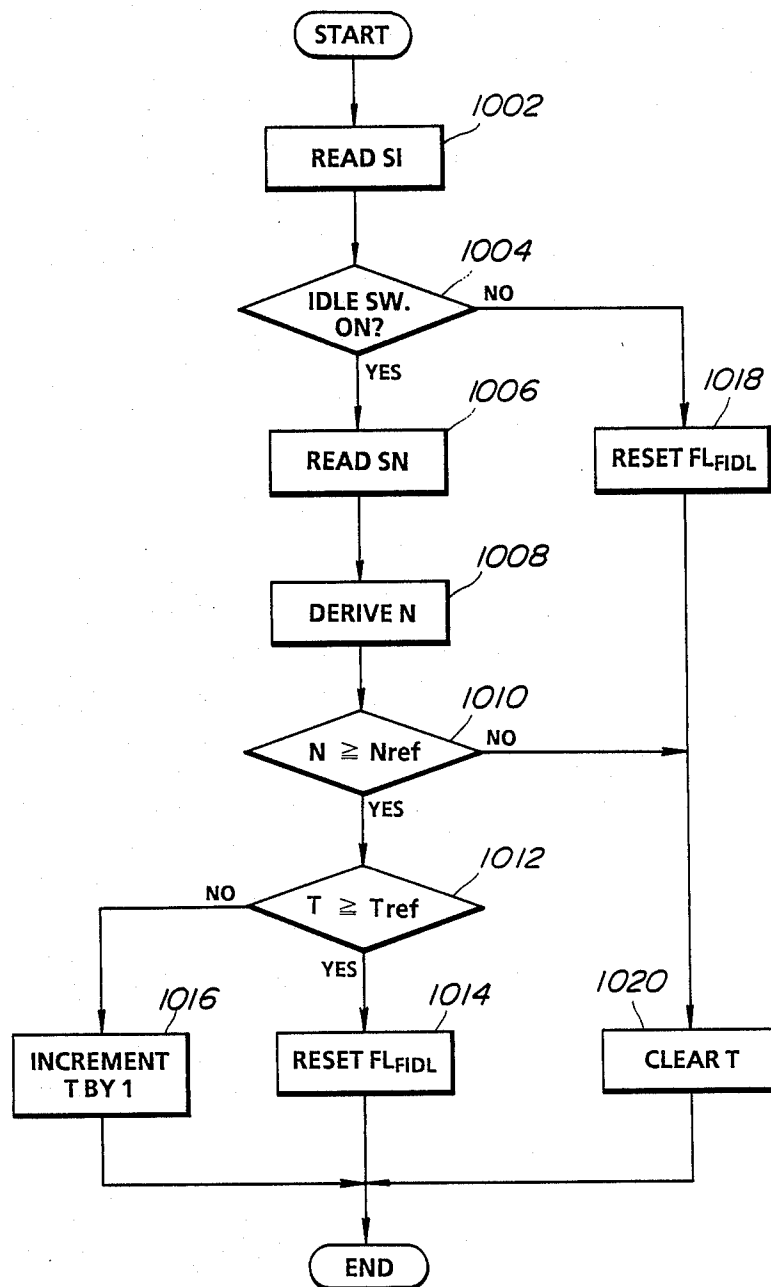 START
1002
READ SI
1004
IDLE SW.
ON?
NO
YES
1006
1018
READ SN
RESET FLFIDL
1008
DERIVE N
1010
N ≧ Nref
NO
YES
1012
NO
T ≧ Tref
YES
1016
1014
1020
INCREMENT
T BY 1
RESET FLFIDL
CLEAR T
END